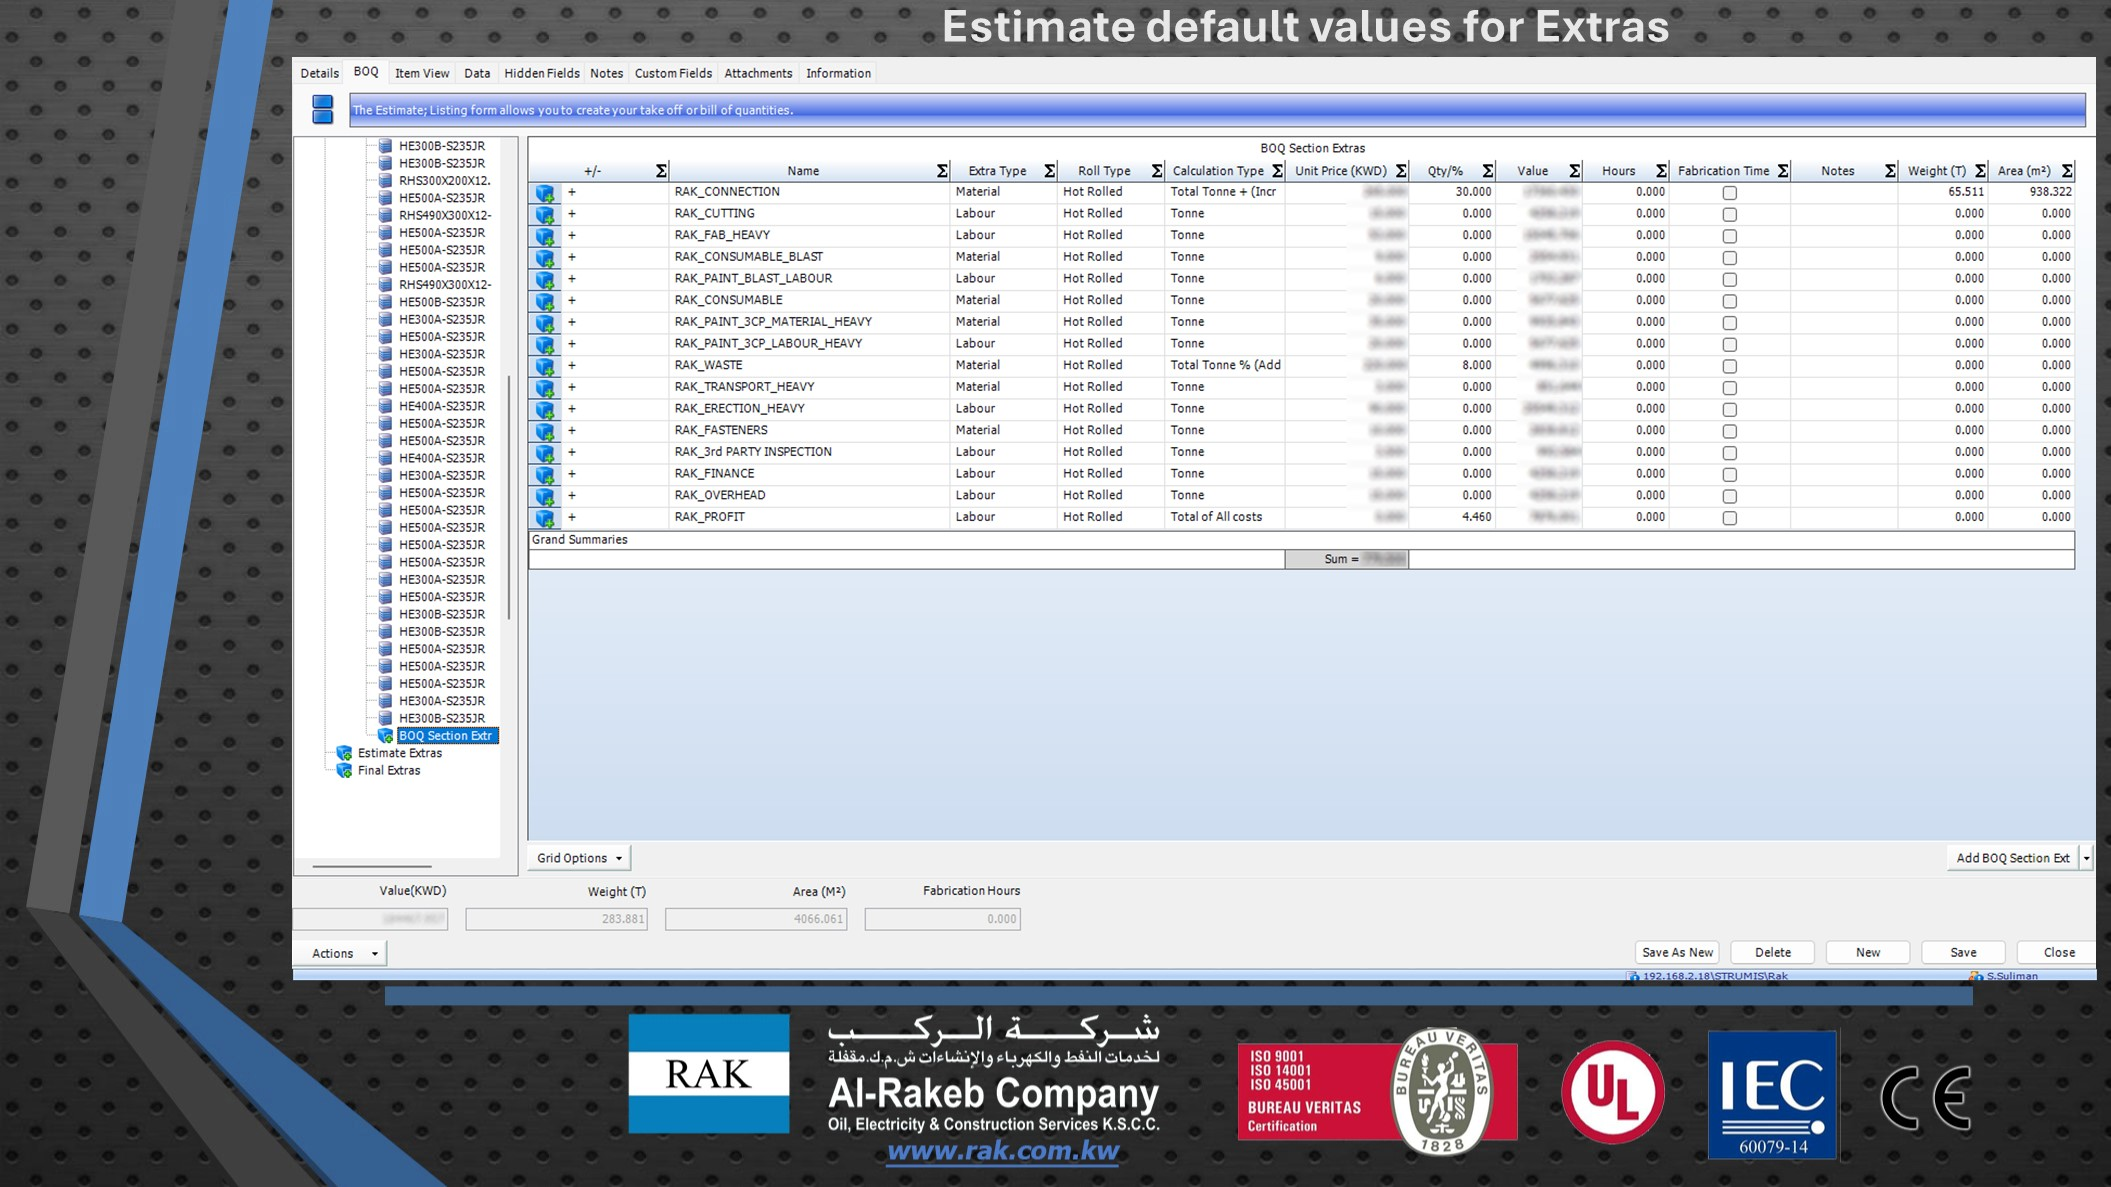 Estimate default values for Extras
Details BOQ Item View Data Hidden Fields Notes Custom Fields Attachments Information
The Estimate; Listing form allows you to create your take off or bill of quantities.
HE300B-S235JR
HE300B-S235JR
RHS300X200X12.
HE500A-S235JR
RHS490X300X12-
HE500A-S235JR
HE500A-S235JR
HE500A-S235JR
RHS490X300X12-
HE500B-S235JR
HE300A-S235JR
HE500A-S235JR
HE300A-S235JR
HE500A-S235JR
HE500A-S235JR
HE400A-S235JR
HE500A-S235JR
HE500A-S235JR
HE400A-S235JR
HE300A-S235JR
HE500A-S235JR
HE500A-S235JR
HE500A-S235JR
HE500A-S235JR
HE500A-S235JR
HE300A-S235JR
HE500A-S235JR
HE300B-S235JR
HE300B-S235JR
HE500A-S235JR
HE500A-S235JR
HE500A-S235JR
HE300A-S235JR
HE300B-S235JR
BOQ Section Extr
Estimate Extras
Final Extras
BOQ Section Extras
+/- Σ Name Σ Extra Type Σ Roll Type Σ Calculation Type Σ Unit Price (KWD) Σ Qty/% Σ Value Σ Hours Σ Fabrication Time Σ Notes Σ Weight (T) Σ Area (m²) Σ
+ RAK_CONNECTION Material Hot Rolled Total Tonne + (Incr 30.000 0.000 65.511 938.322
+ RAK_CUTTING Labour Hot Rolled Tonne 0.000 0.000 0.000 0.000
+ RAK_FAB_HEAVY Labour Hot Rolled Tonne 0.000 0.000 0.000 0.000
+ RAK_CONSUMABLE_BLAST Material Hot Rolled Tonne 0.000 0.000 0.000 0.000
+ RAK_PAINT_BLAST_LABOUR Labour Hot Rolled Tonne 0.000 0.000 0.000 0.000
+ RAK_CONSUMABLE Material Hot Rolled Tonne 0.000 0.000 0.000 0.000
+ RAK_PAINT_3CP_MATERIAL_HEAVY Material Hot Rolled Tonne 0.000 0.000 0.000 0.000
+ RAK_PAINT_3CP_LABOUR_HEAVY Labour Hot Rolled Tonne 0.000 0.000 0.000 0.000
+ RAK_WASTE Material Hot Rolled Total Tonne % (Add 8.000 0.000 0.000 0.000
+ RAK_TRANSPORT_HEAVY Material Hot Rolled Tonne 0.000 0.000 0.000 0.000
+ RAK_ERECTION_HEAVY Labour Hot Rolled Tonne 0.000 0.000 0.000 0.000
+ RAK_FASTENERS Material Hot Rolled Tonne 0.000 0.000 0.000 0.000
+ RAK_3rd PARTY INSPECTION Labour Hot Rolled Tonne 0.000 0.000 0.000 0.000
+ RAK_FINANCE Labour Hot Rolled Tonne 0.000 0.000 0.000 0.000
+ RAK_OVERHEAD Labour Hot Rolled Tonne 0.000 0.000 0.000 0.000
+ RAK_PROFIT Labour Hot Rolled Total of All costs 4.460 0.000 0.000 0.000
Grand Summaries
Sum =
Grid Options Add BOQ Section Ext
Value(KWD) Weight (T) Area (M²) Fabrication Hours
283.881 4066.061 0.000
Actions Save As New Delete New Save Close
192.168.2.18\STRUMIS\Rak S.Suliman
RAK
شركة الركب
لخدمات النفط والكهرباء والإنشاءات ش.م.ك.مقفلة
Al-Rakeb Company
Oil, Electricity & Construction Services K.S.C.C.
www.rak.com.kw
ISO 9001
ISO 14001
ISO 45001
BUREAU VERITAS
Certification
BUREAU VERITAS
1828
UL
IEC
60079-14
CE